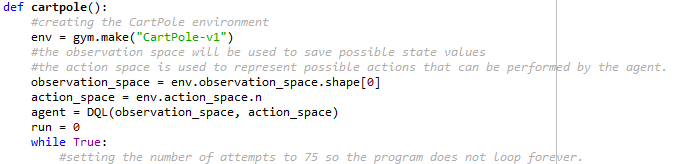 def cartpole():
    #creating the CartPole environment
    env = gym.make("CartPole-v1")
    #the observation space will be used to save possible state values
    #the action space is used to represent possible actions that can be performed by the agent.
    observation_space = env.observation_space.shape[0]
    action_space = env.action_space.n
    agent = DQL(observation_space, action_space)
    run = 0
    while True:
        #setting the number of attempts to 75 so the program does not loop forever.